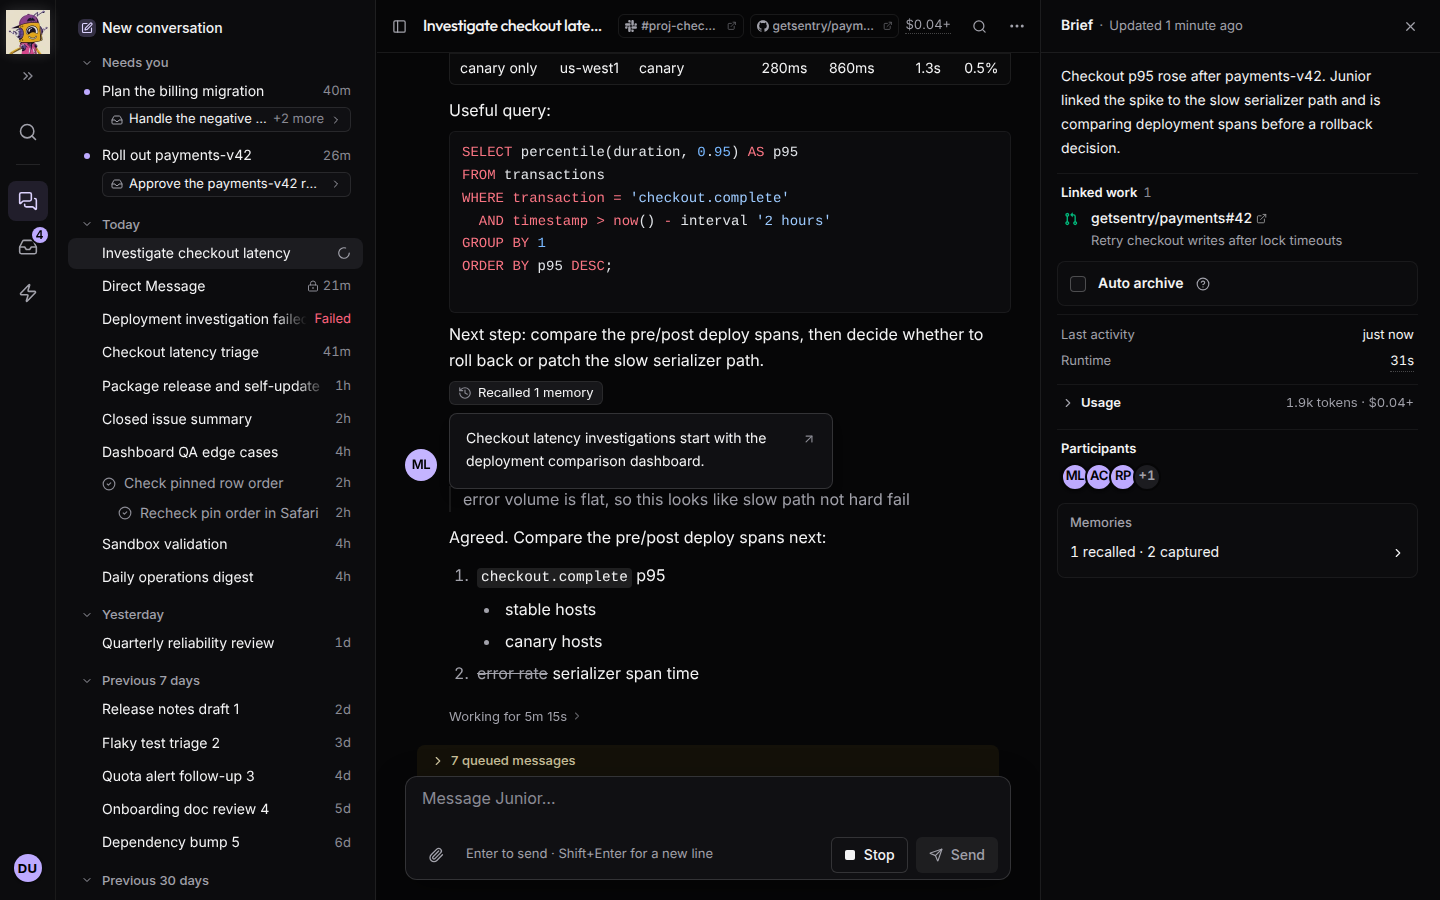 New conversation
Needs you
Plan the billing migration 40m
Handle the negative ... +2 more
Roll out payments-v42 26m
Approve the payments-v42 r...
Today
Investigate checkout latency
Direct Message 21m
Deployment investigation failed Failed
Checkout latency triage 41m
Package release and self-update 1h
Closed issue summary 2h
Dashboard QA edge cases 4h
Check pinned row order 2h
Recheck pin order in Safari 2h
Sandbox validation 4h
Daily operations digest 4h
Yesterday
Quarterly reliability review 1d
Previous 7 days
Release notes draft 1 2d
Flaky test triage 2 3d
Quota alert follow-up 3 4d
Onboarding doc review 4 5d
Dependency bump 5 6d
Previous 30 days
4
DU
Investigate checkout late... #proj-chec... getsentry/paym... $0.04+
canary only us-west1 canary 280ms 860ms 1.3s 0.5%
Useful query:
SELECT percentile(duration, 0.95) AS p95
FROM transactions
WHERE transaction = 'checkout.complete'
AND timestamp > now() - interval '2 hours'
GROUP BY 1
ORDER BY p95 DESC;
Next step: compare the pre/post deploy spans, then decide whether to
roll back or patch the slow serializer path.
Recalled 1 memory
Checkout latency investigations start with the
deployment comparison dashboard.
ML
error volume is flat, so this looks like slow path not hard fail
Agreed. Compare the pre/post deploy spans next:
1. checkout.complete p95
• stable hosts
• canary hosts
2. error rate serializer span time
Working for 5m 15s
7 queued messages
Message Junior...
Enter to send · Shift+Enter for a new line
Stop
Send
Brief · Updated 1 minute ago
Checkout p95 rose after payments-v42. Junior
linked the spike to the slow serializer path and is
comparing deployment spans before a rollback
decision.
Linked work 1
getsentry/payments#42
Retry checkout writes after lock timeouts
Auto archive
Last activity just now
Runtime 31s
Usage 1.9k tokens · $0.04+
Participants
ML AC RP +1
Memories
1 recalled · 2 captured